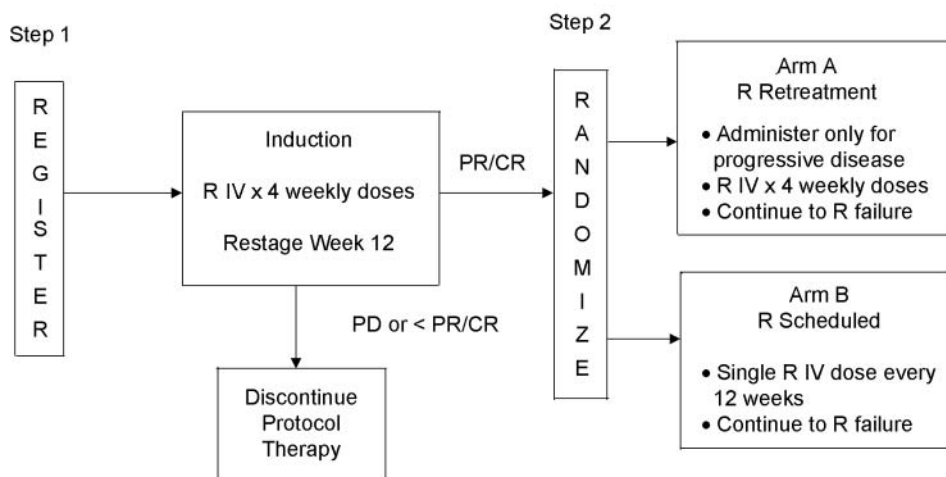 Step 1
R
E
G
I
S
T
E
R
Induction
R IV x 4 weekly doses
Restage Week 12
PR/CR
PD or < PR/CR
Discontinue
Protocol
Therapy
Step 2
R
A
N
D
O
M
I
Z
E
Arm A
R Retreatment
• Administer only for
progressive disease
• R IV x 4 weekly doses
• Continue to R failure
Arm B
R Scheduled
• Single R IV dose every
12 weeks
• Continue to R failure